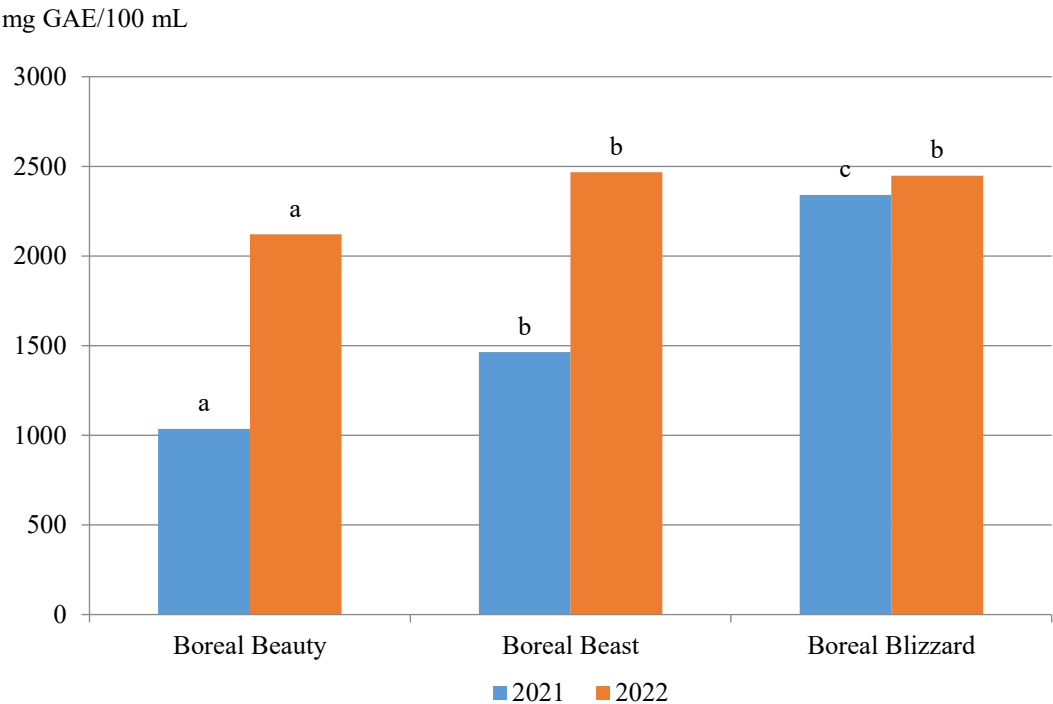 mg GAE/100 mL
3000
2500
2000
1500
1000
500
0
a
a
b
b
c
b
Boreal Beauty
Boreal Beast
Boreal Blizzard
2021
2022